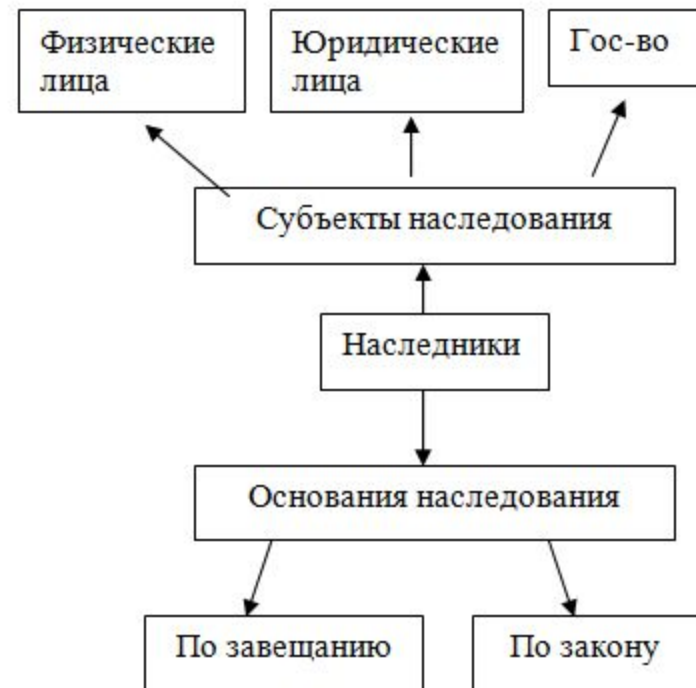 Физические
лица
Юридические
лица
Гос-во
Субъекты наследования
Наследники
Основания наследования
По завещанию
По закону